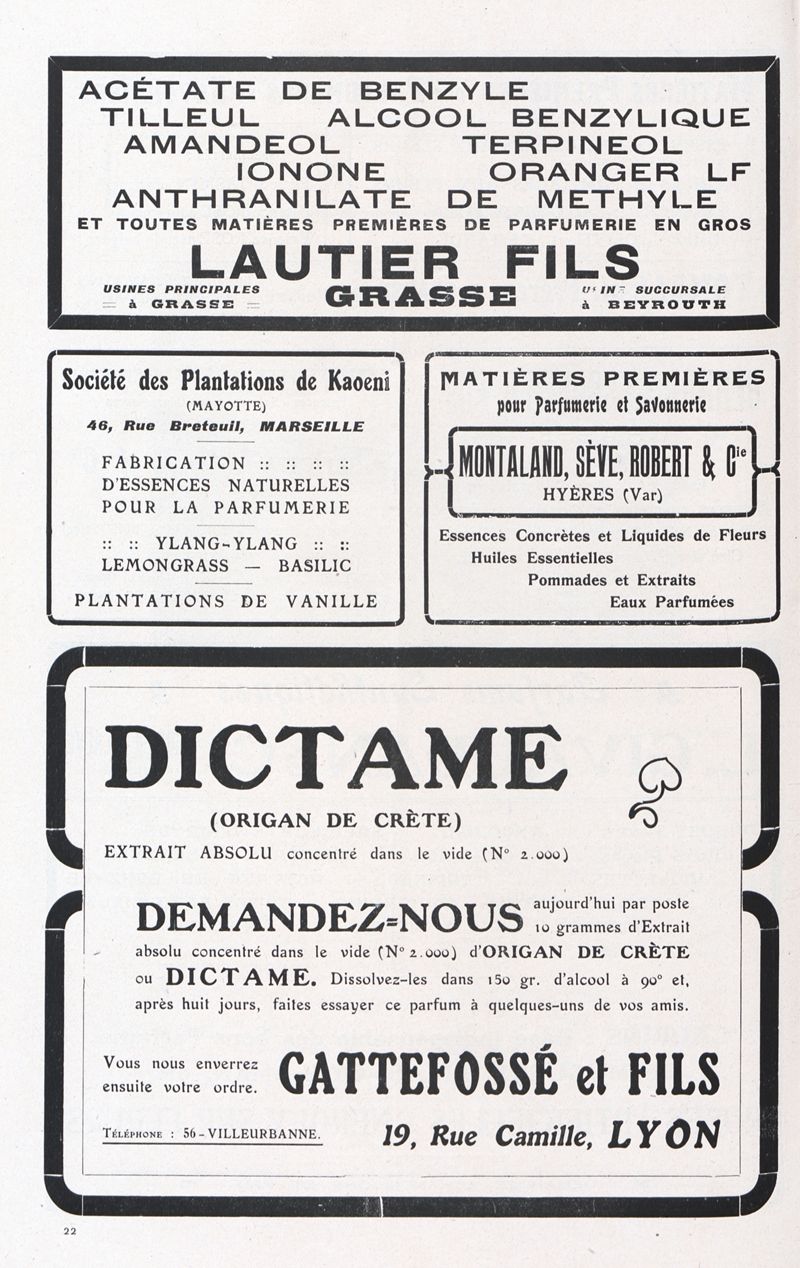 ACÉTATE DE BENZYLE
TILLEUL ALCOOL BENZYLIQUE
AMANDEOL TERPINEOL
IONONE ORANGER LF
ANTHRANILATE DE METHYLE
ET TOUTES MATIÈRES PREMIÈRES DE PARFUMERIE EN GROS
LAUTIER FILS
USINES PRINCIPALES
= à GRASSE =
GRASSE
SUCCURSALE
à BEYROUTH
Société des Plantations de Kaoeni
(MAYOTTE)
46, Rue Breteuil, MARSEILLE
FABRICATION :: :: :: ::
D'ESSENCES NATURELLES
POUR LA PARFUMERIE
:: :: YLANG-YLANG :: ::
LEMONGRASS — BASILIC
PLANTATIONS DE VANILLE
MATIÈRES PREMIÈRES
pour Parfumerie et Savonnerie
MONTALAND, SÈVE, ROBERT & Cie
HYÈRES (Var)
Essences Concrètes et Liquides de Fleurs
Huiles Essentielles
Pommades et Extraits
Eaux Parfumées
DICTAME
(ORIGAN DE CRÈTE)
EXTRAIT ABSOLU concentré dans le vide (N° 2.000)
DEMANDEZ=NOUS aujourd'hui par poste
10 grammes d'Extrait
absolu concentré dans le vide (N° 2.000) d'ORIGAN DE CRÈTE
ou DICTAME. Dissolvez-les dans 150 gr. d'alcool à 90° et,
après huit jours, faites essayer ce parfum à quelques-uns de vos amis.
Vous nous enverrez
ensuite votre ordre.
GATTEFOSSÉ et FILS
TÉLÉPHONE : 56-VILLEURBANNE.
19, Rue Camille, LYON
22